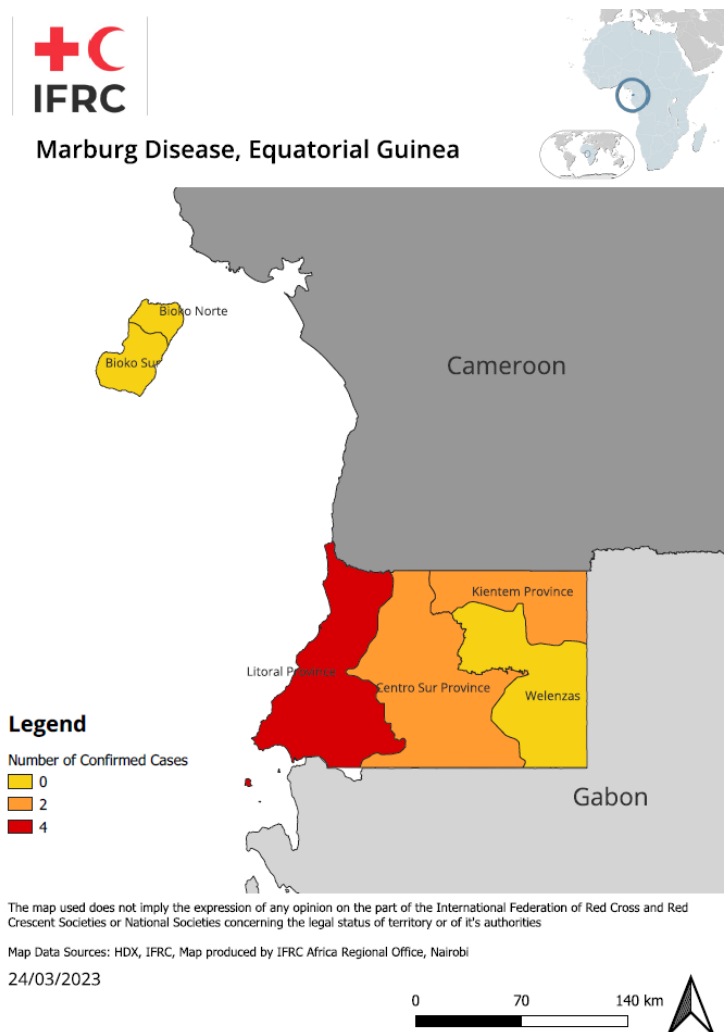 IFRC
Marburg Disease, Equatorial Guinea
Bioko Norte
Bioko Sur
Cameroon
Kientem Province
Litoral Province
Centro Sur Province
Welenzas
Legend
Number of Confirmed Cases
0
2
4
Gabon
The map used does not imply the expression of any opinion on the part of the International Federation of Red Cross and Red
Crescent Societies or National Societies concerning the legal status of territory or of it's authorities
Map Data Sources: HDX, IFRC, Map produced by IFRC Africa Regional Office, Nairobi
24/03/2023
0 70 140 km